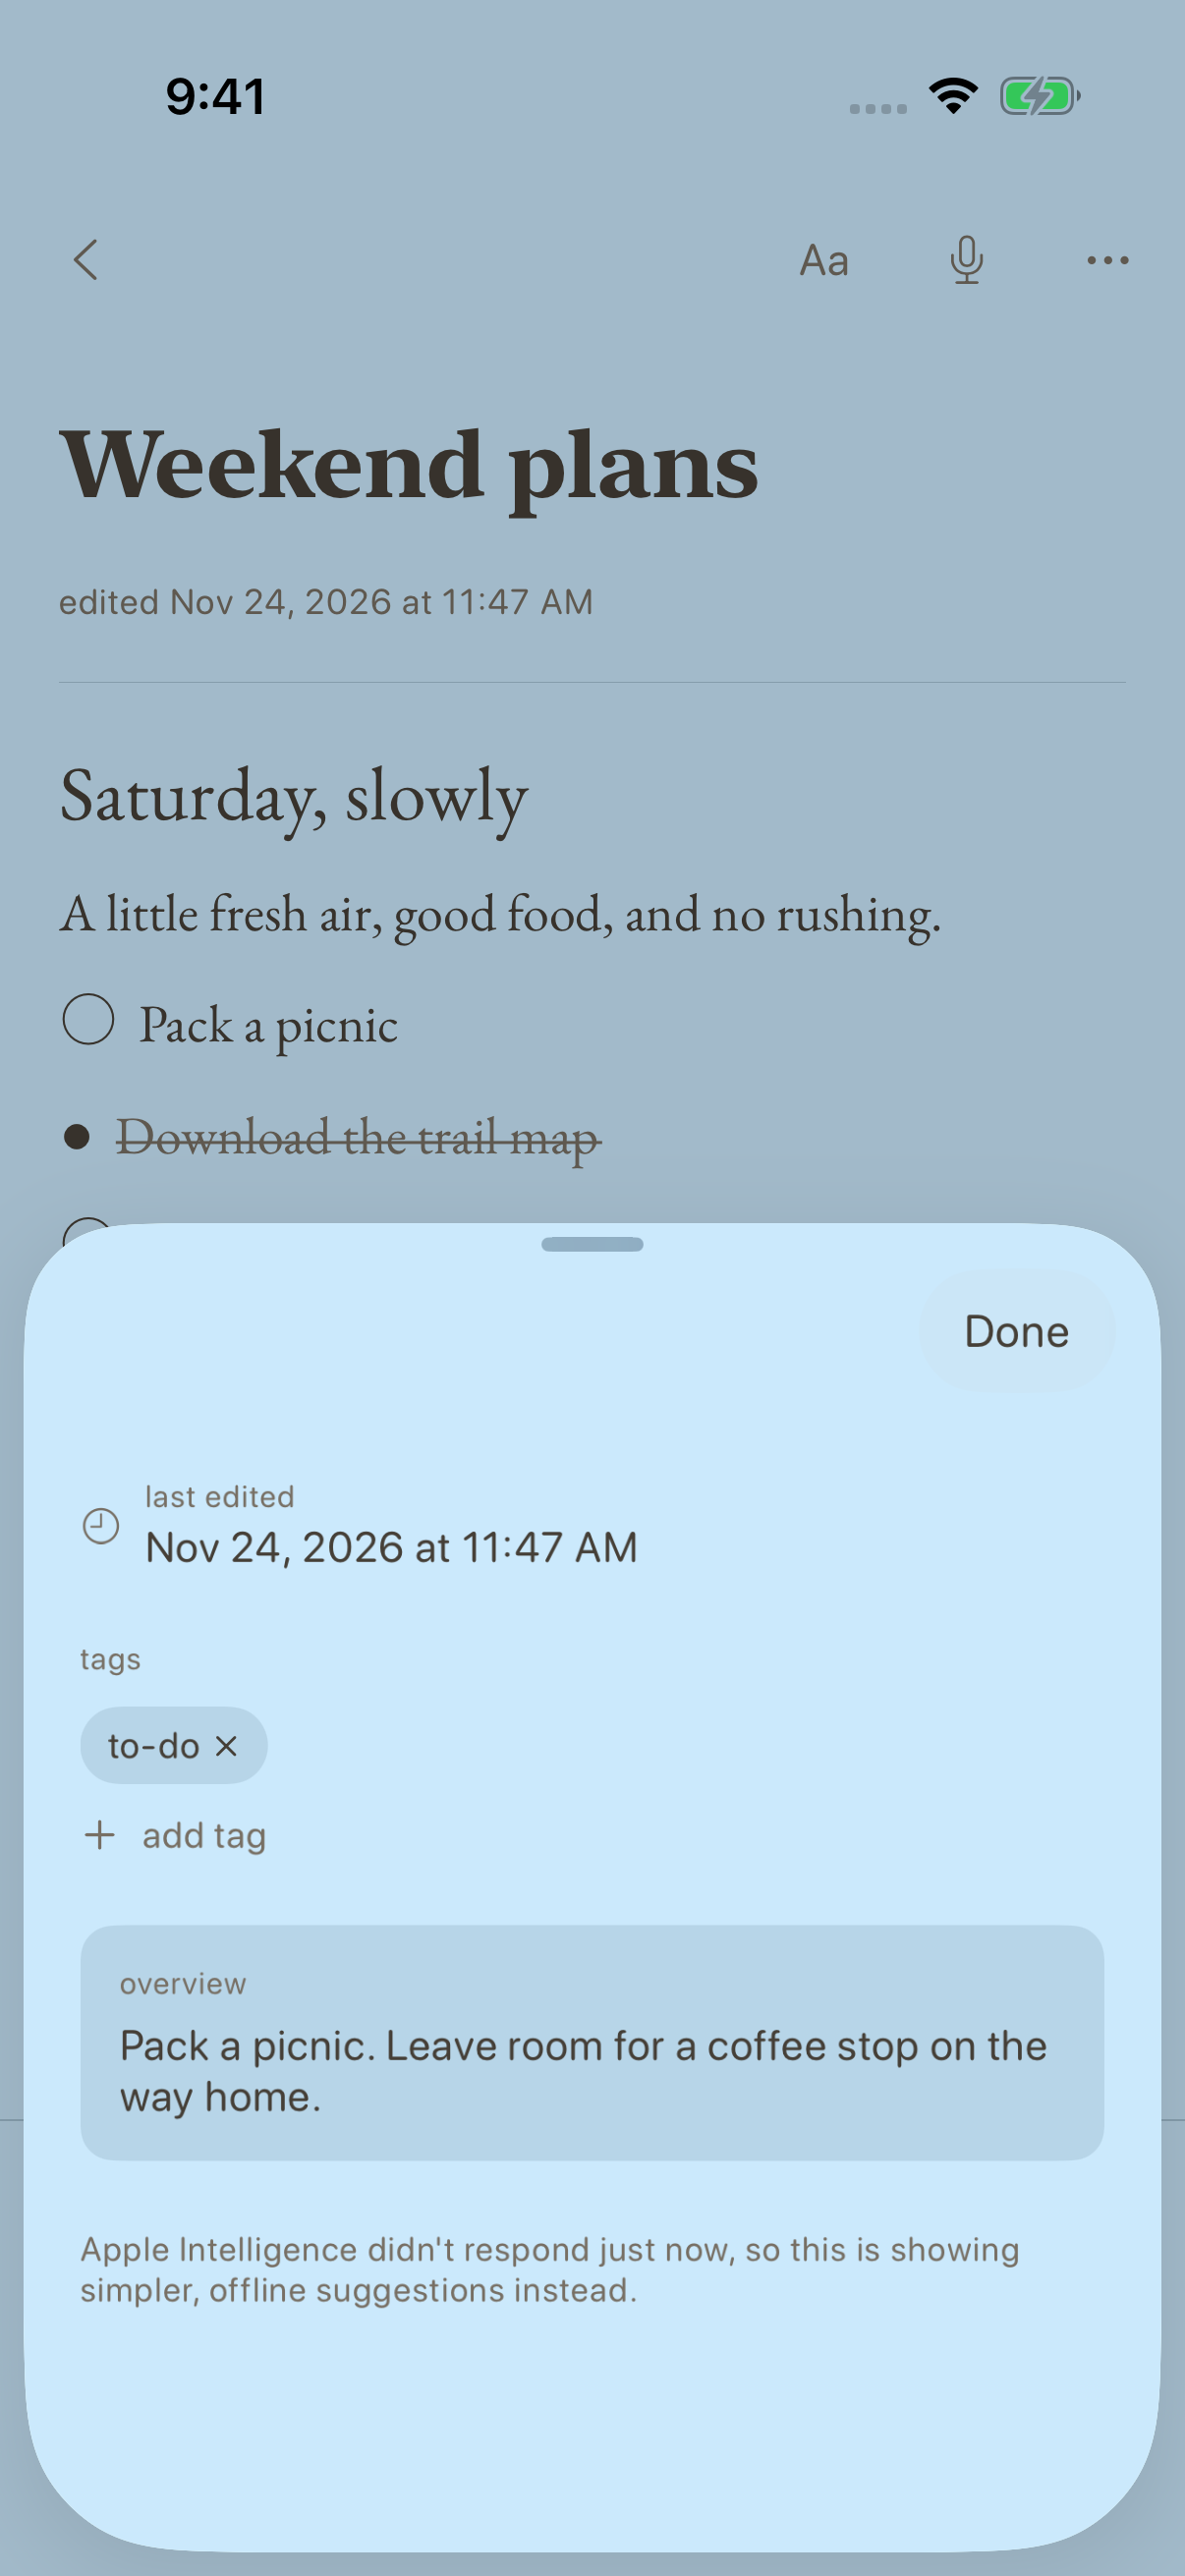 9:41
Aa
Weekend plans
edited Nov 24, 2026 at 11:47 AM
Saturday, slowly
A little fresh air, good food, and no rushing.
Pack a picnic
Download the trail map
Done
last edited
Nov 24, 2026 at 11:47 AM
tags
to-do
add tag
overview
Pack a picnic. Leave room for a coffee stop on the
way home.
Apple Intelligence didn't respond just now, so this is showing
simpler, offline suggestions instead.